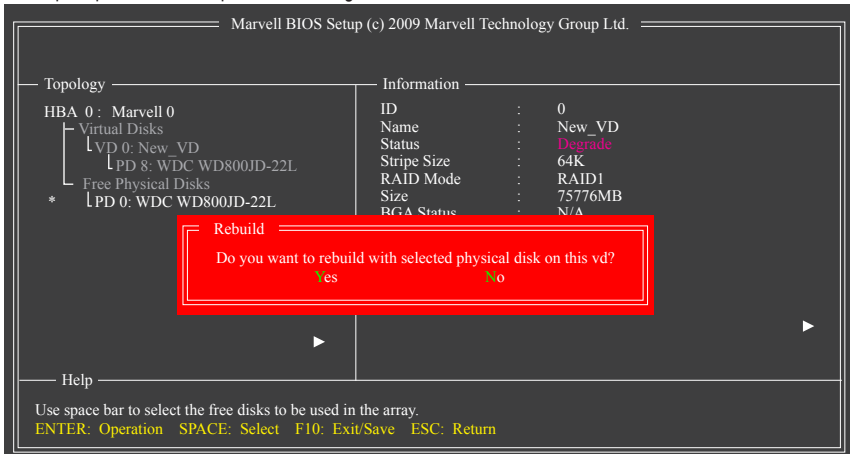 Marvell BIOS Setup (c) 2009 Marvell Technology Group Ltd.
Topology
HBA 0 : Marvell 0
Virtual Disks
VD 0: New_VD
PD 8: WDC WD800JD-22L
Free Physical Disks
* PD 0: WDC WD800JD-22L
Information
ID : 0
Name : New_VD
Status : Degrade
Stripe Size : 64K
RAID Mode : RAID1
Size : 75776MB
BGA Status : N/A
Rebuild
Do you want to rebuild with selected physical disk on this vd?
Yes No
Help
Use space bar to select the free disks to be used in the array.
ENTER: Operation SPACE: Select F10: Exit/Save ESC: Return